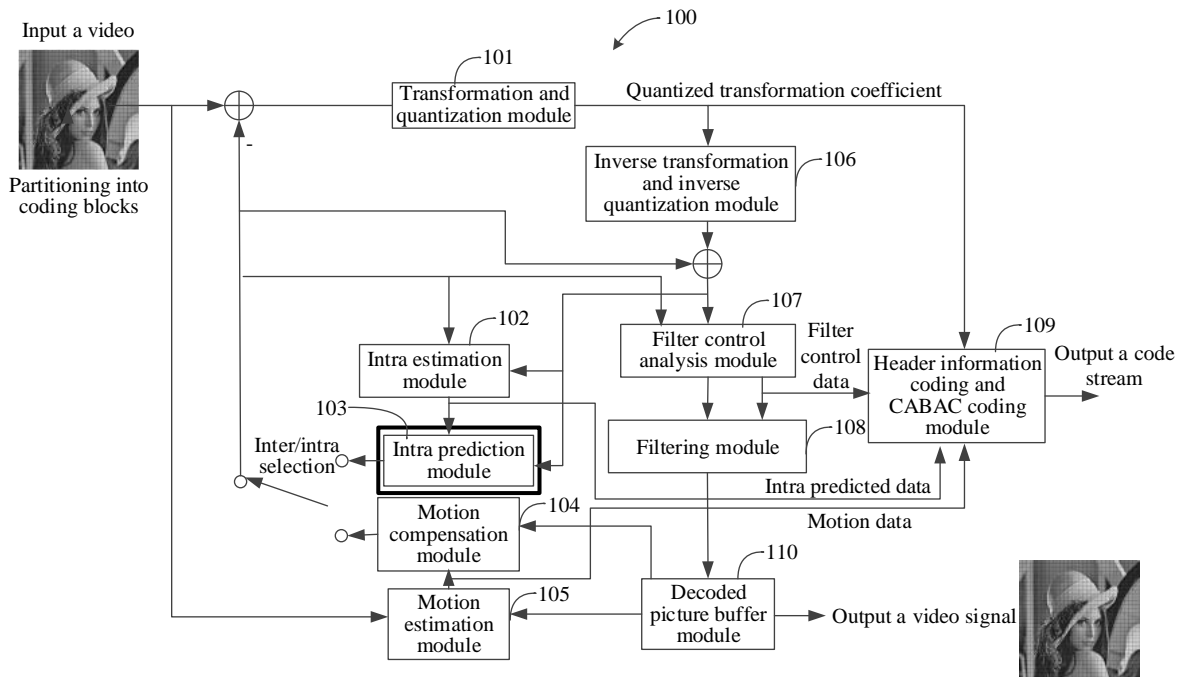 100
Input a video
101
Transformation and
quantization module
Quantized transformation coefficient
-
Partitioning into
coding blocks
Inverse transformation
and inverse
quantization module
106
102
Intra estimation
module
107
Filter control
analysis module
Filter
control
data
109
Header information
coding and
CABAC coding
module
Output a code
stream
103
Intra prediction
module
Inter/intra
selection
Filtering module
108
Intra predicted data
104
Motion
compensation
module
Motion data
105
Motion
estimation
module
110
Decoded
picture buffer
module
Output a video signal